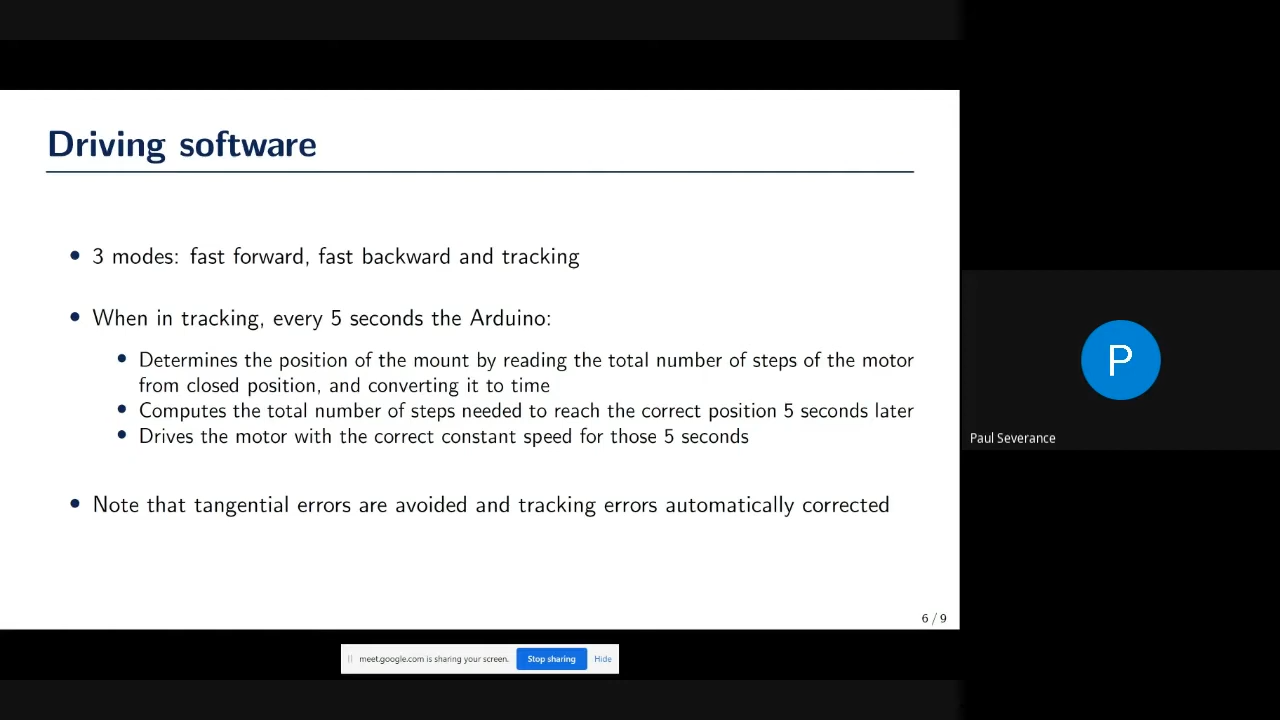 Driving software
• 3 modes: fast forward, fast backward and tracking
• When in tracking, every 5 seconds the Arduino:
• Determines the position of the mount by reading the total number of steps of the motor
from closed position, and converting it to time
• Computes the total number of steps needed to reach the correct position 5 seconds later
• Drives the motor with the correct constant speed for those 5 seconds
• Note that tangential errors are avoided and tracking errors automatically corrected
6 / 9
meet.google.com is sharing your screen. Stop sharing Hide
P
Paul Severance